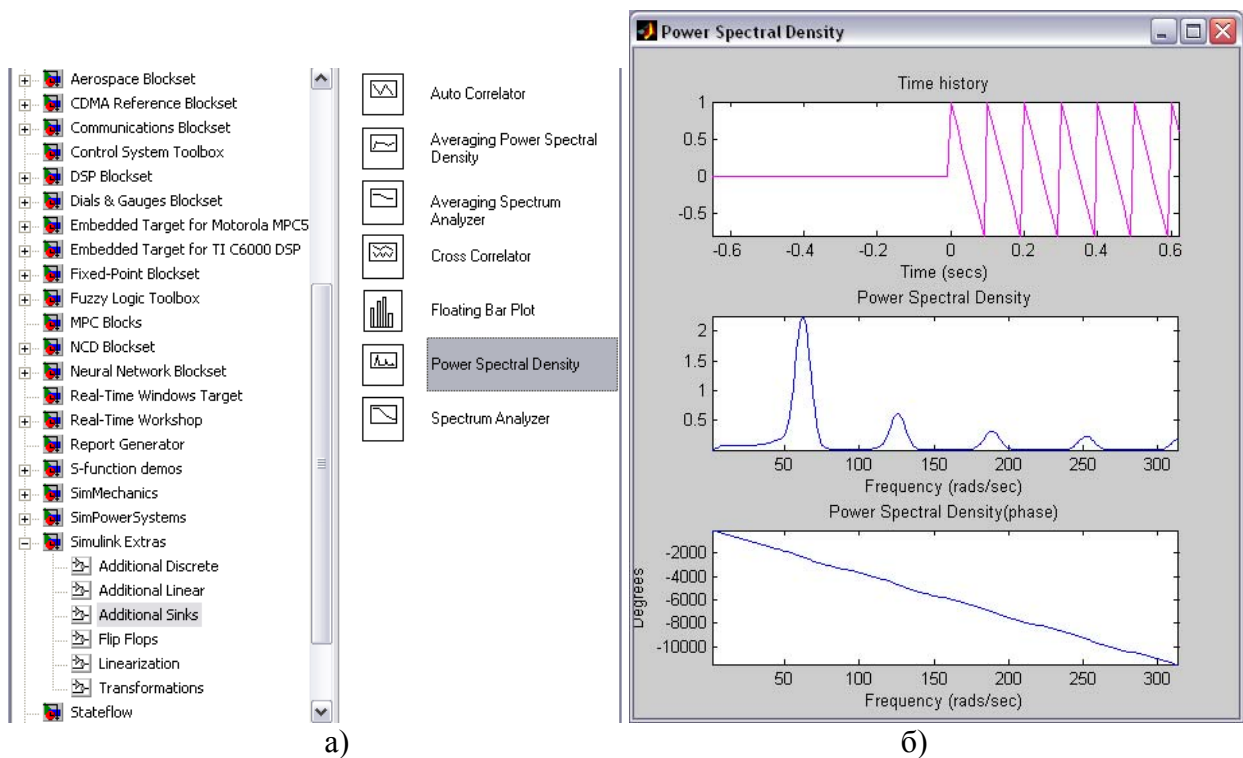 Aerospace Blockset
CDMA Reference Blockset
Communications Blockset
Control System Toolbox
DSP Blockset
Dials & Gauges Blockset
Embedded Target for Motorola MPC5
Embedded Target for TI C6000 DSP
Fixed-Point Blockset
Fuzzy Logic Toolbox
MPC Blocks
NCD Blockset
Neural Network Blockset
Real-Time Windows Target
Real-Time Workshop
Report Generator
S-function demos
SimMechanics
SimPowerSystems
Simulink Extras
Additional Discrete
Additional Linear
Additional Sinks
Flip Flops
Linearization
Transformations
Stateflow
Auto Correlator
Averaging Power Spectral
Density
Averaging Spectrum
Analyzer
Cross Correlator
Floating Bar Plot
Power Spectral Density
Spectrum Analyzer
а)
Power Spectral Density
Time history
1
0.5
0
-0.5
-0.6 -0.4 -0.2 0 0.2 0.4 0.6
Time (secs)
Power Spectral Density
2
1.5
1
0.5
50 100 150 200 250 300
Frequency (rads/sec)
Power Spectral Density(phase)
-2000
-4000
-6000
-8000
-10000
Degrees
50 100 150 200 250 300
Frequency (rads/sec)
б)